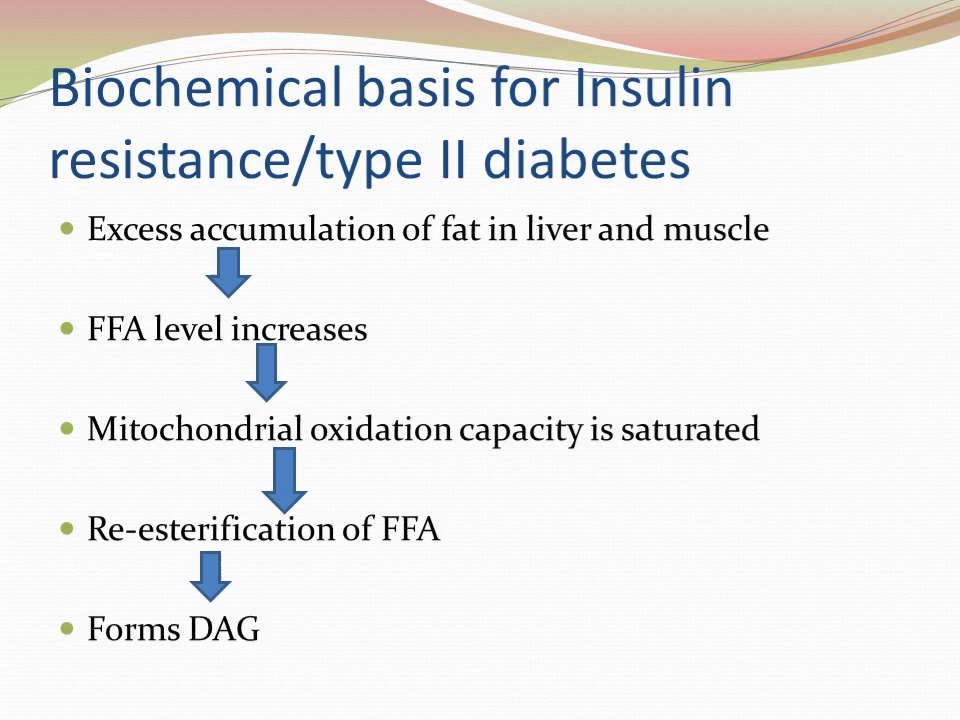 Biochemical basis for Insulin
resistance/type II diabetes
Excess accumulation of fat in liver and muscle
FFA level increases
Mitochondrial oxidation capacity is saturated
Re-esterification of FFA
Forms DAG